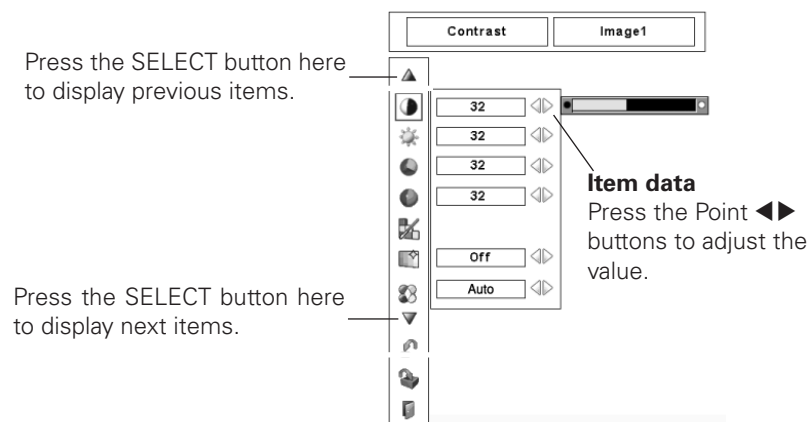 Contrast
Image1
Press the SELECT button here
to display previous items.
32
32
32
32
Off
Auto
Item data
Press the Point ◀▶
buttons to adjust the
value.
Press the SELECT button here
to display next items.